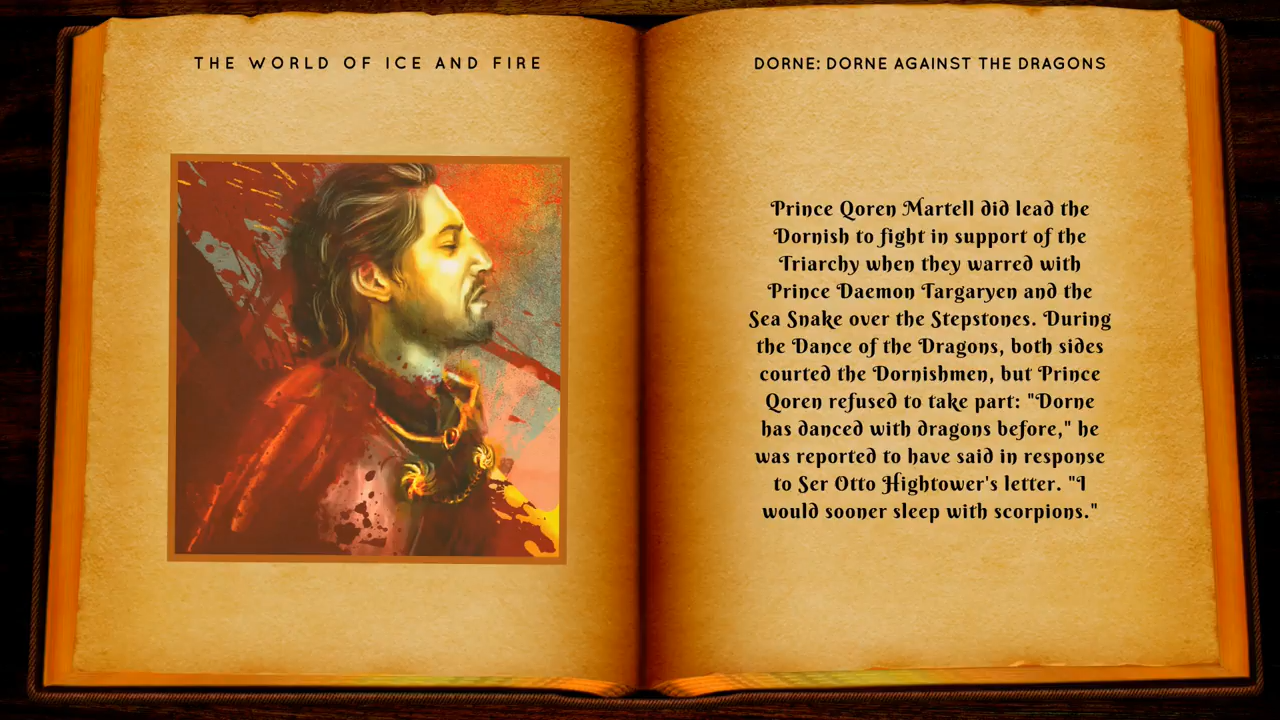 THE WORLD OF ICE AND FIRE
DORNE: DORNE AGAINST THE DRAGONS
Prince Qoren Martell did lead the
Dornish to fight in support of the
Triarchy when they warred with
Prince Daemon Targaryen and the
Sea Snake over the Stepstones. During
the Dance of the Dragons, both sides
courted the Dornishmen, but Prince
Qoren refused to take part: "Dorne
has danced with dragons before," he
was reported to have said in response
to Ser Otto Hightower's letter. "I
would sooner sleep with scorpions."